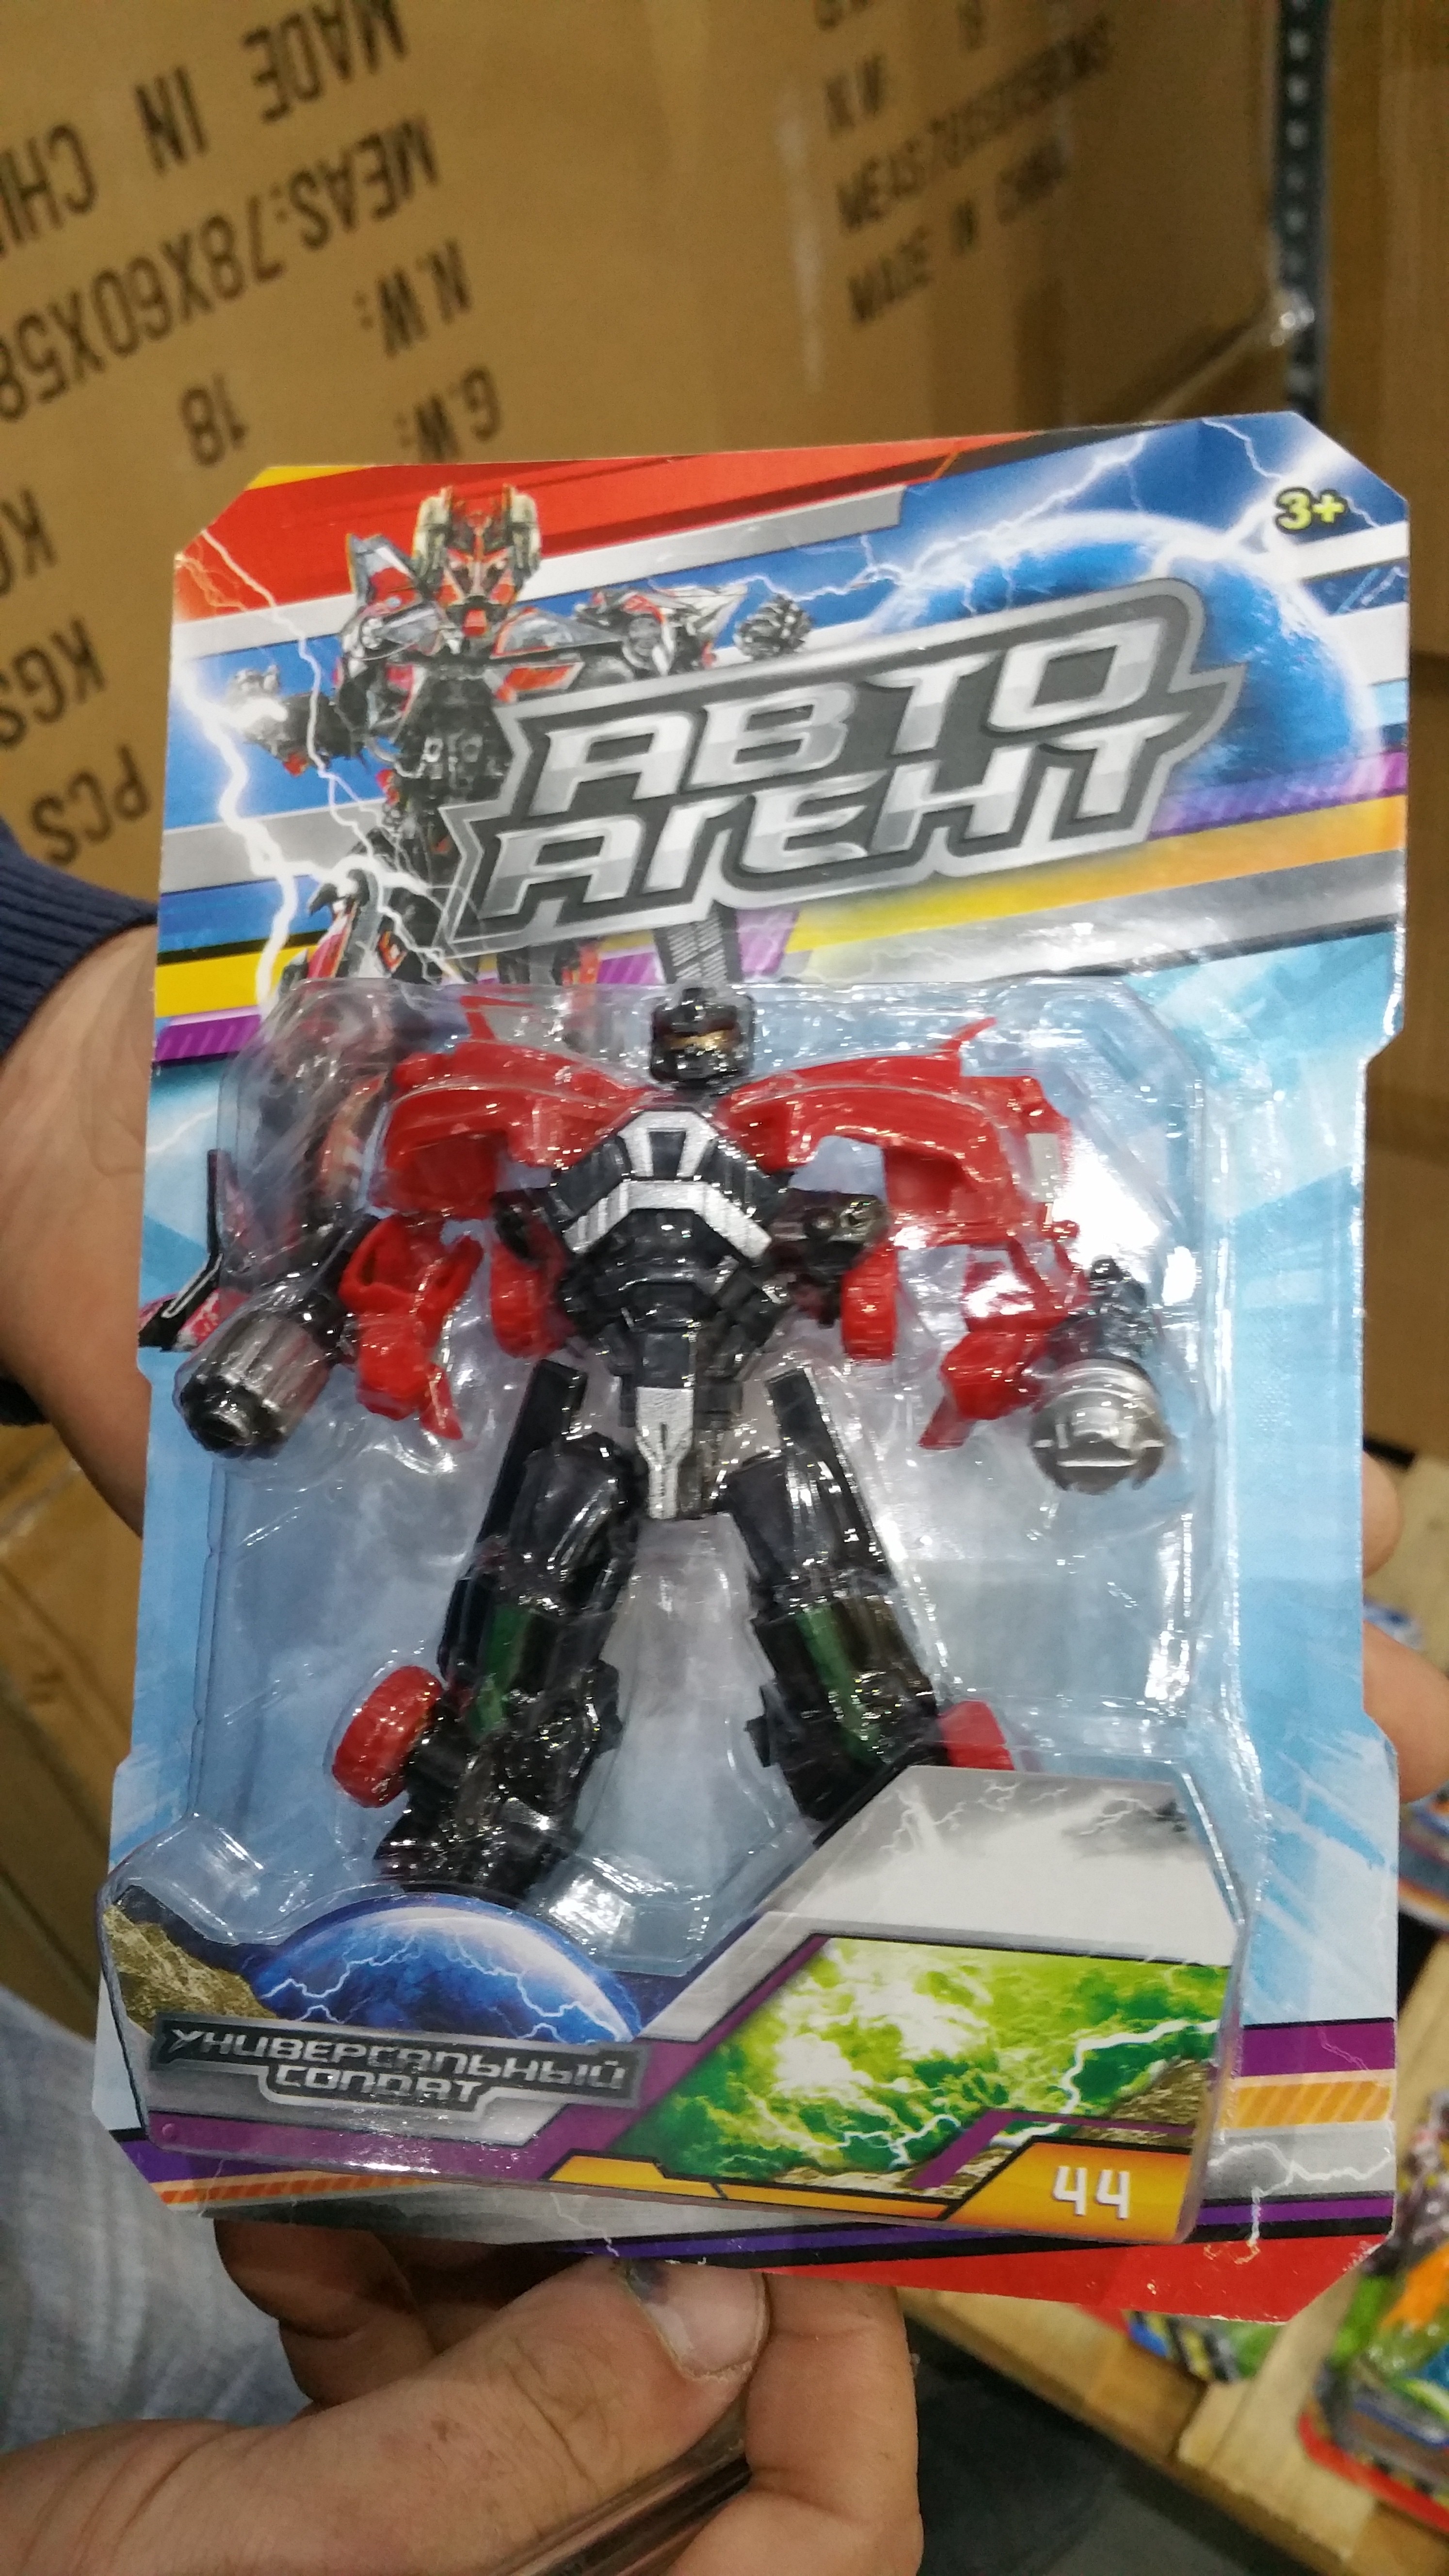 MADE IN CHI
MEAS:78X60X58
N.W:
G.W:
18
KGS
PCS
N.W
MADE IN CHINA
3+
АВТО
АГЕНТ
УНИВЕРСАЛЬНЫЙ
СОЛДАТ
44